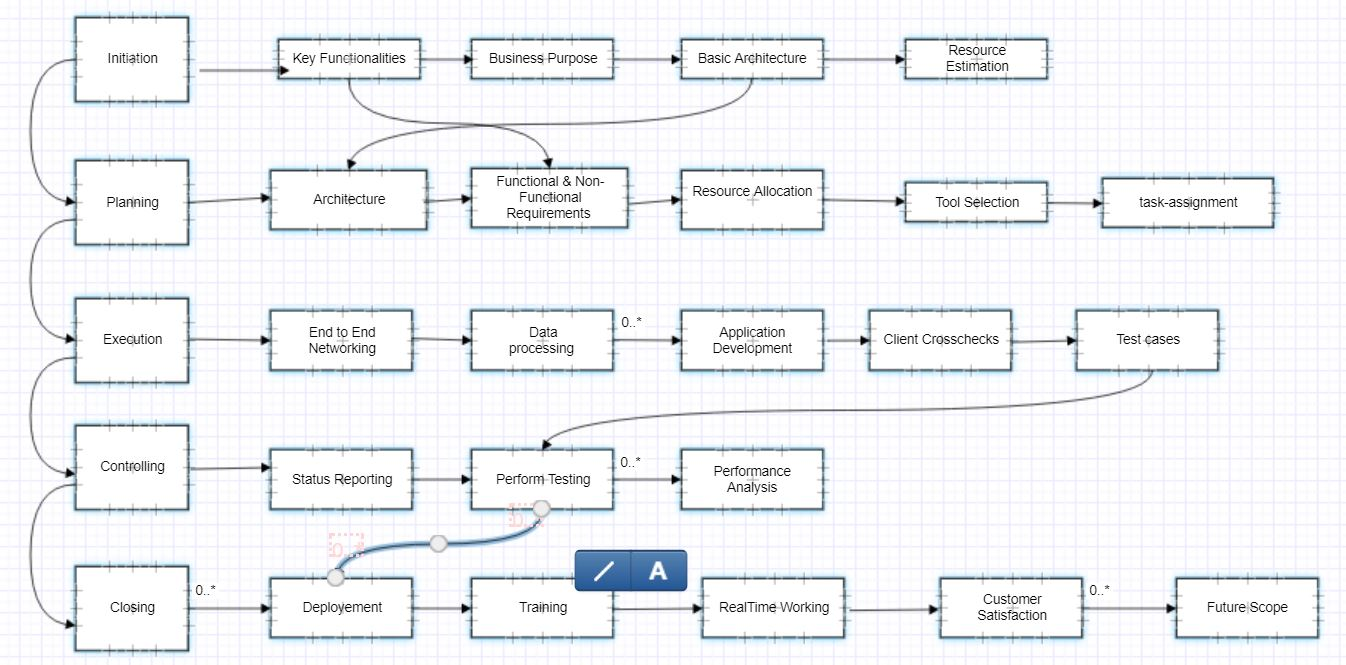 Initiation
Key Functionalities
Business Purpose
Basic Architecture
Resource
Estimation
Planning
Architecture
Functional & Non-
Functional
Requirements
Resource Allocation
Tool Selection
task-assignment
Execution
End to End
Networking
Data
processing
0..*
Application
Development
Client Crosschecks
Test cases
Controlling
Status Reporting
Perform Testing
0..*
Performance
Analysis
0..*
A
Closing
0..*
Deployement
Training
RealTime Working
Customer
Satisfaction
0..*
Future Scope